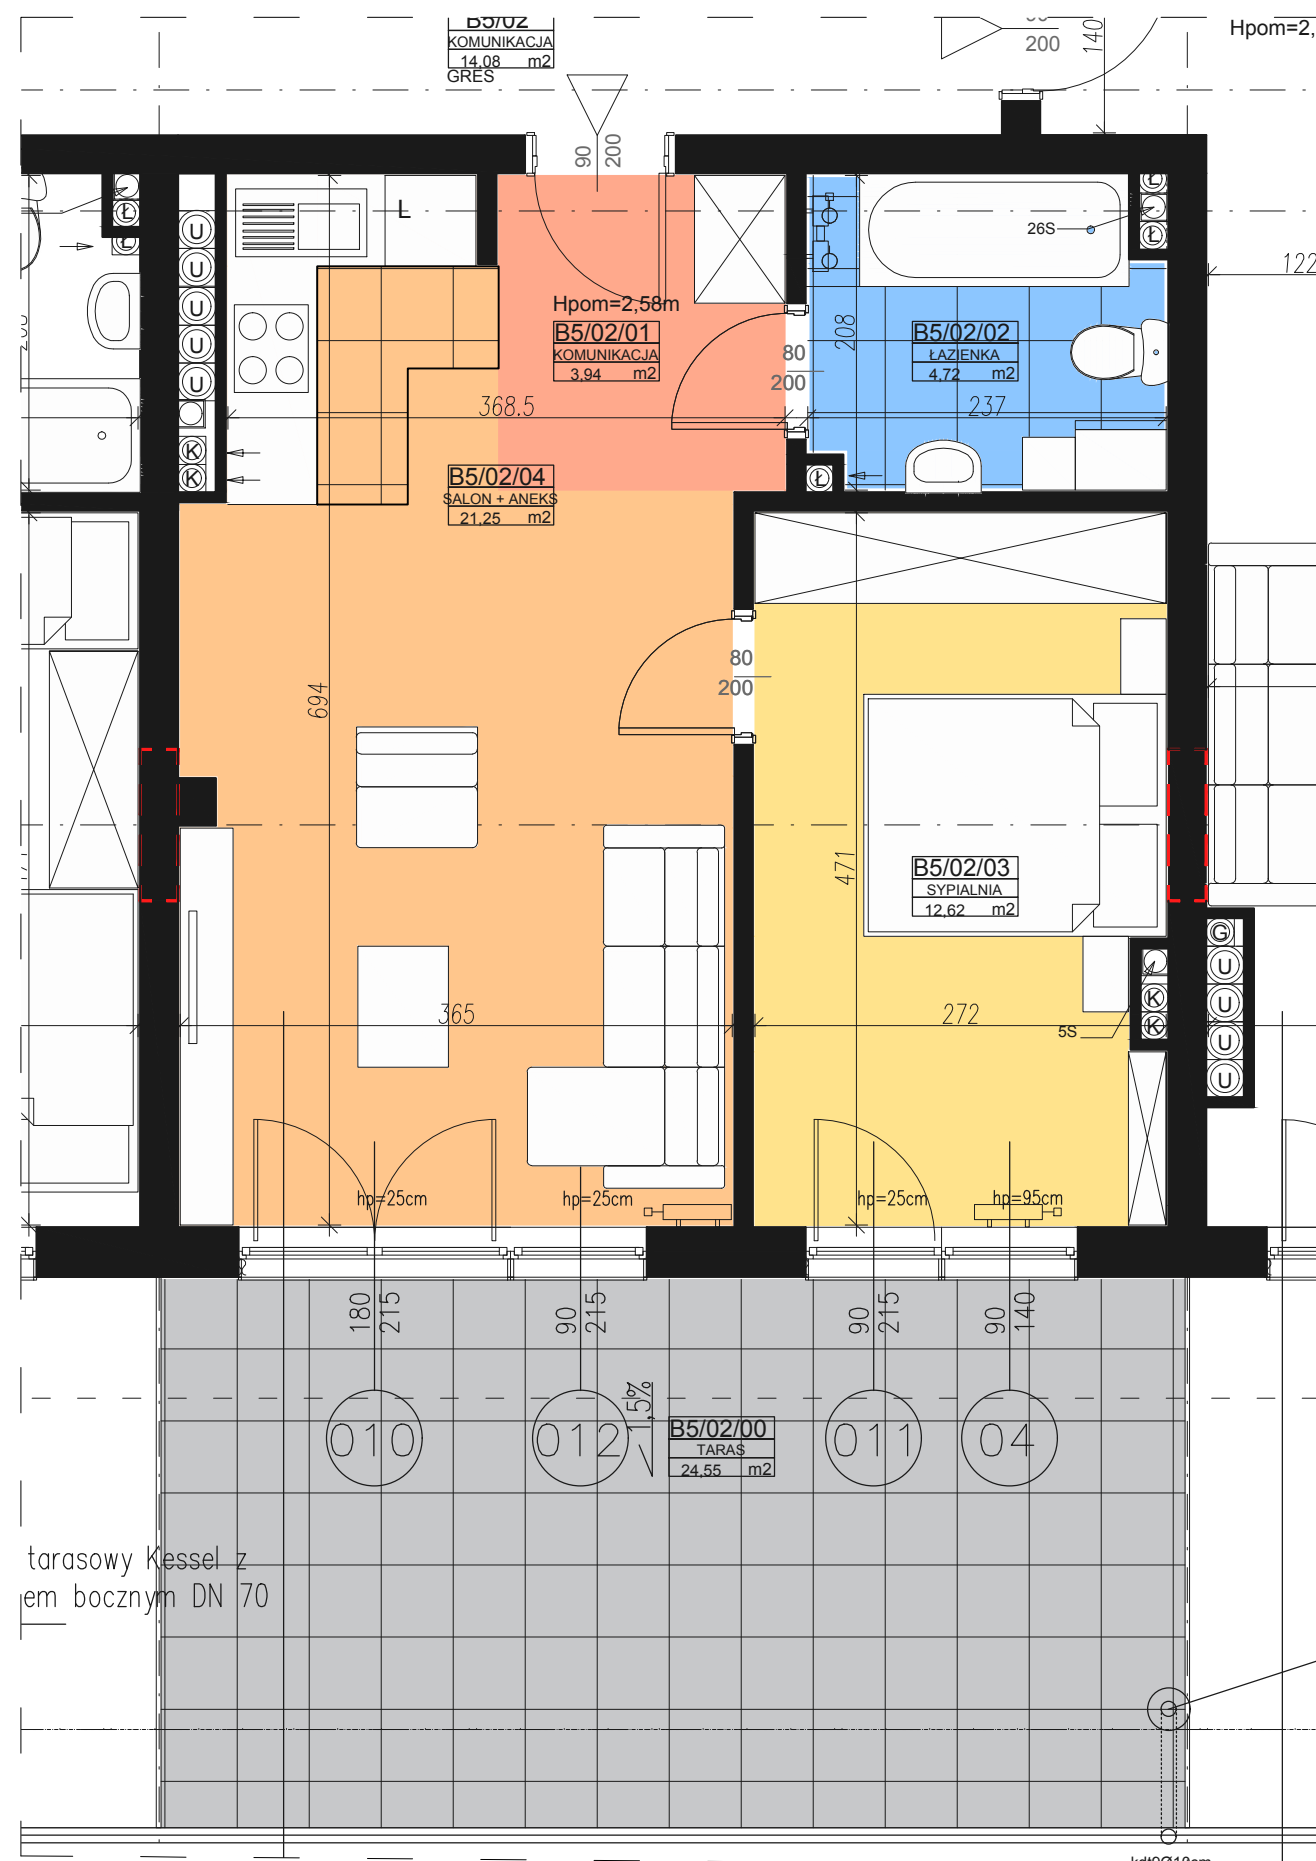 B5/02
KOMUNIKACJA
14,08 m2
GRES
200
140
Hpom=2,
90
200
L
26S
Ł
Ł
Ł
Ł
122
U
U
U
U
U
K
K
Hpom=2,58m
B5/02/01
KOMUNIKACJA
3,94 m2
80
200
208
B5/02/02
ŁAZIENKA
4,72 m2
368.5
237
Ł
B5/02/04
SALON + ANEKS
21,25 m2
80
200
694
471
B5/02/03
SYPIALNIA
12,62 m2
G
U
U
U
U
K
K
5S
365
272
hp=25cm
hp=25cm
hp=25cm
hp=95cm
180
215
90
215
90
215
90
140
010
012
011
04
1,5%
B5/02/00
TARAS
24,55 m2
tarasowy Kessel z
em bocznym DN 70